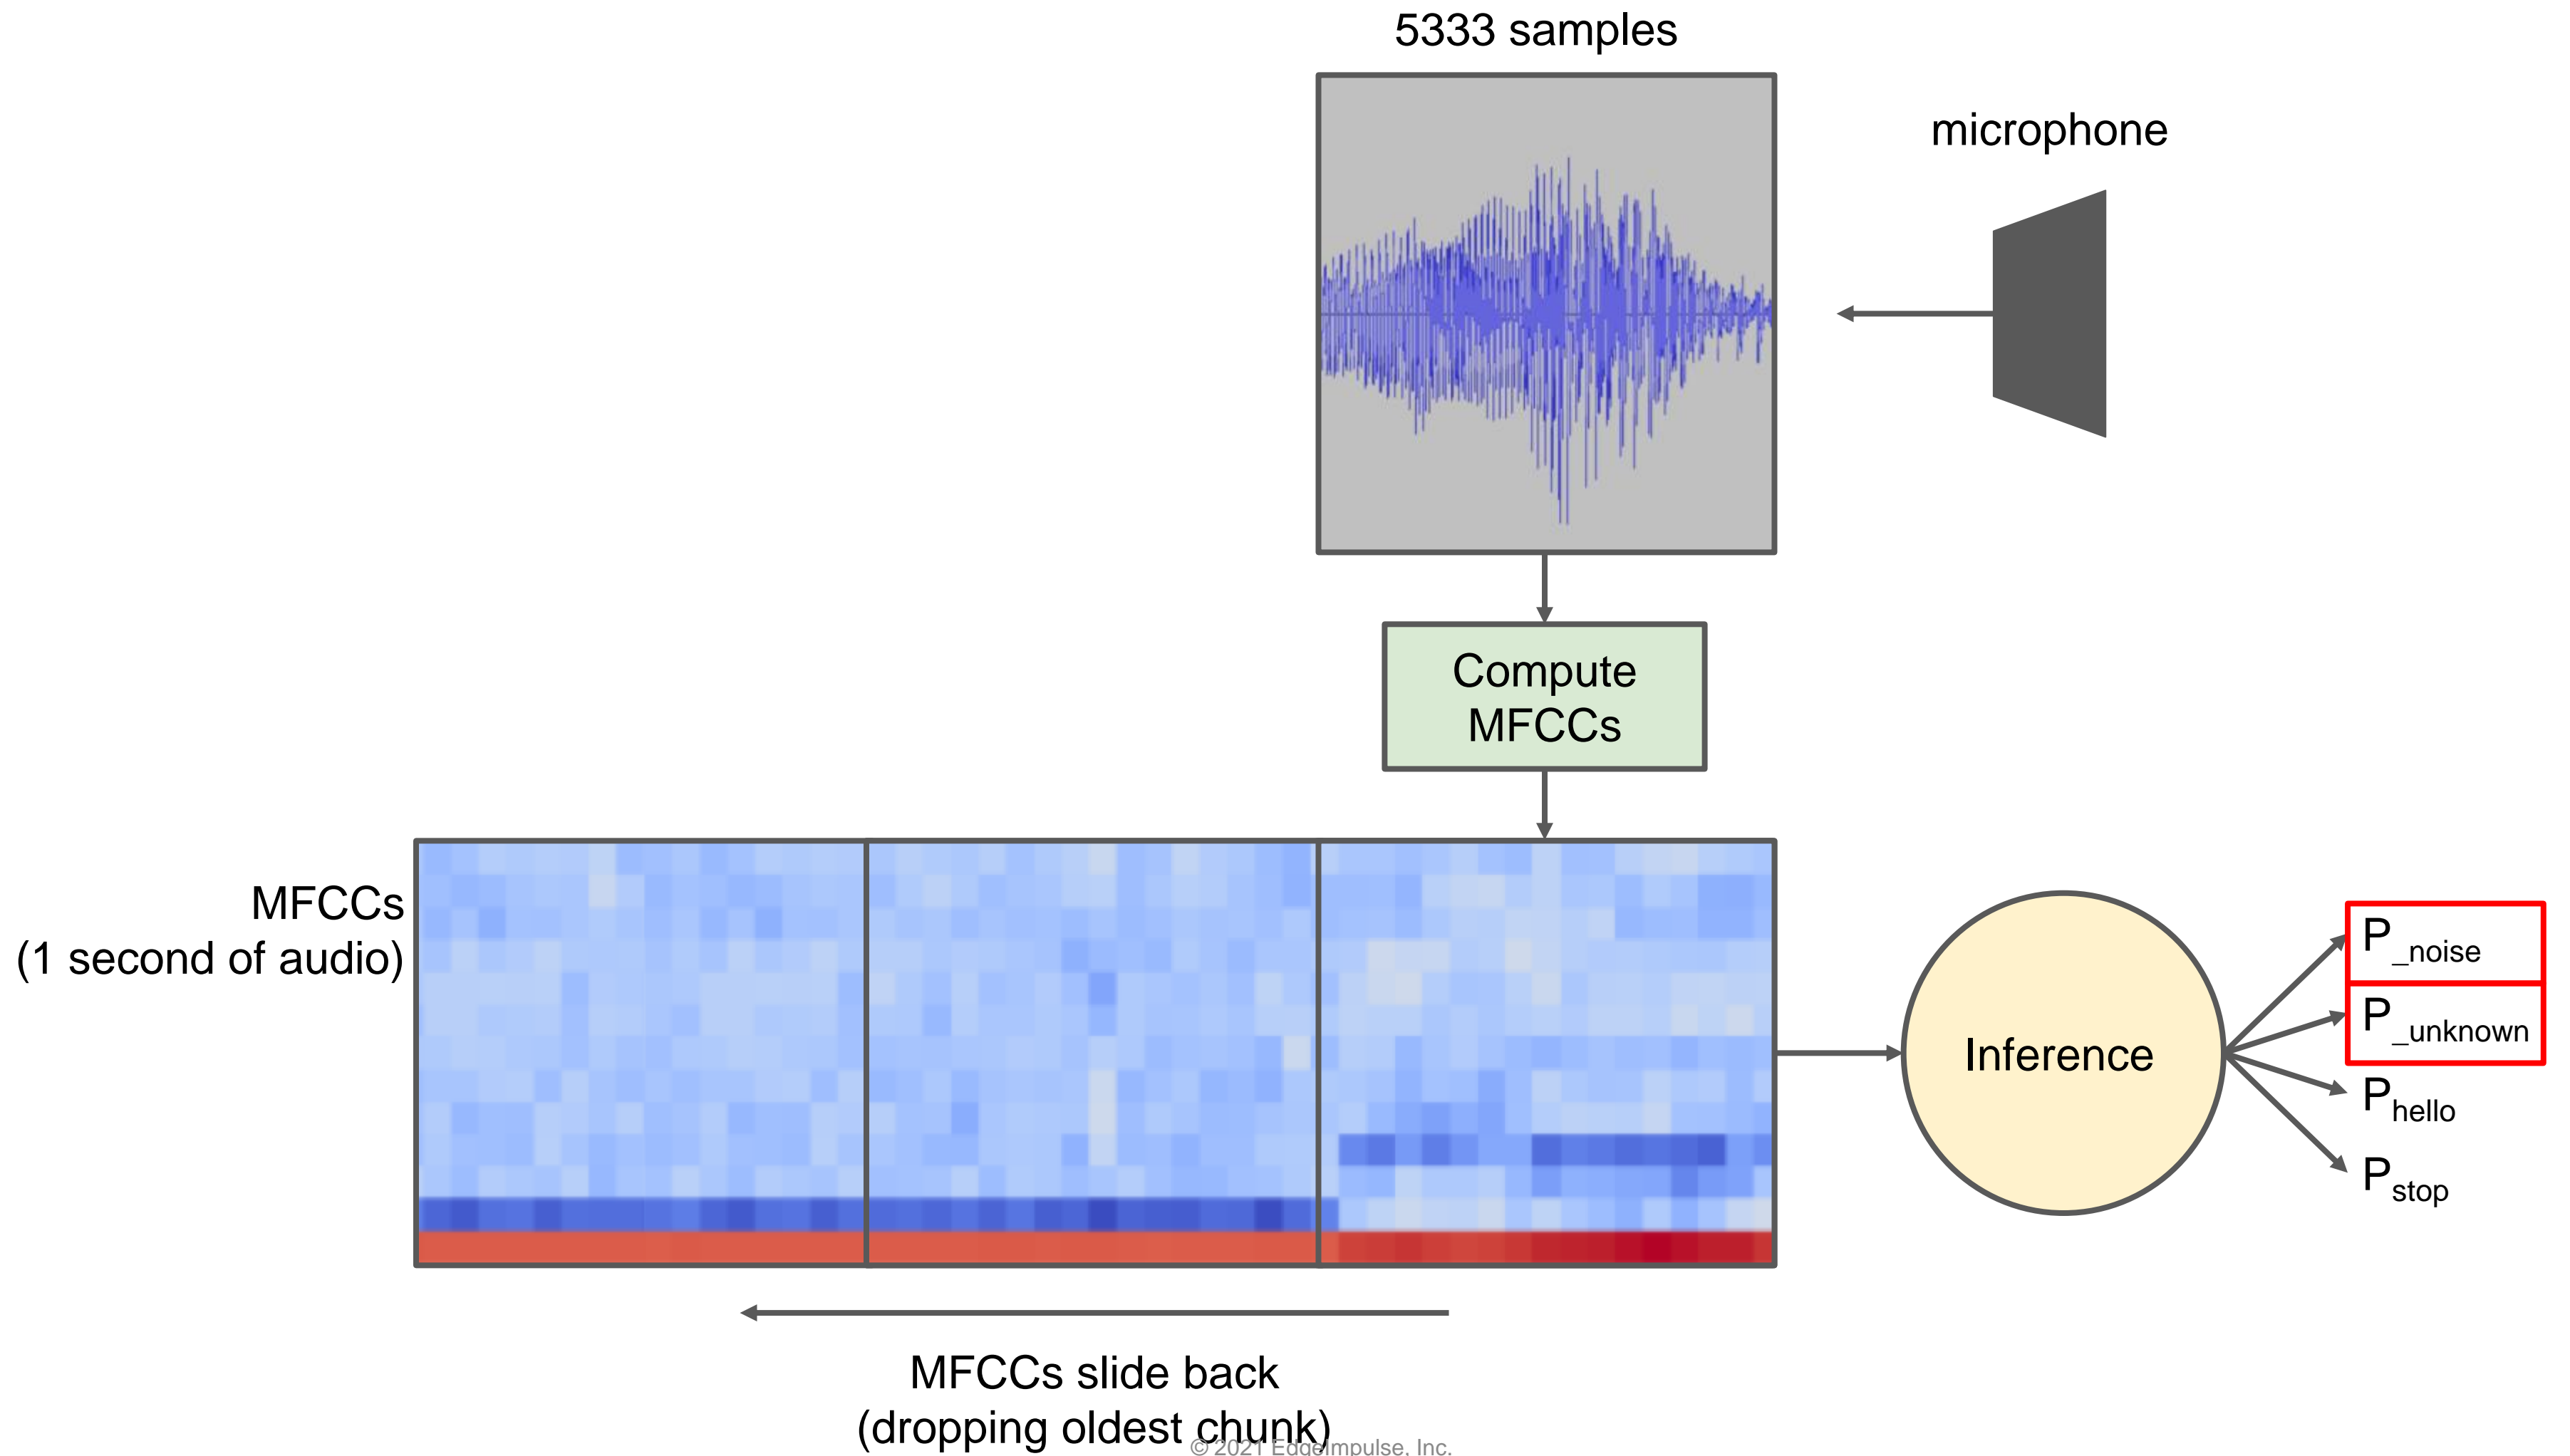 5333 samples
microphone
Compute
MFCCs
MFCCs
(1 second of audio)
Inference
P_noise
P_unknown
Phello
Pstop
MFCCs slide back
(dropping oldest chunk)
© 2021 EdgeImpulse, Inc.